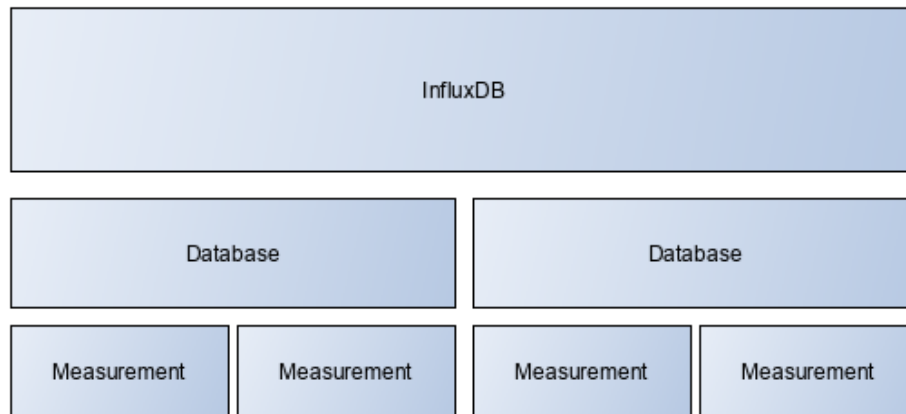 InfluxDB
Database
Database
Measurement
Measurement
Measurement
Measurement